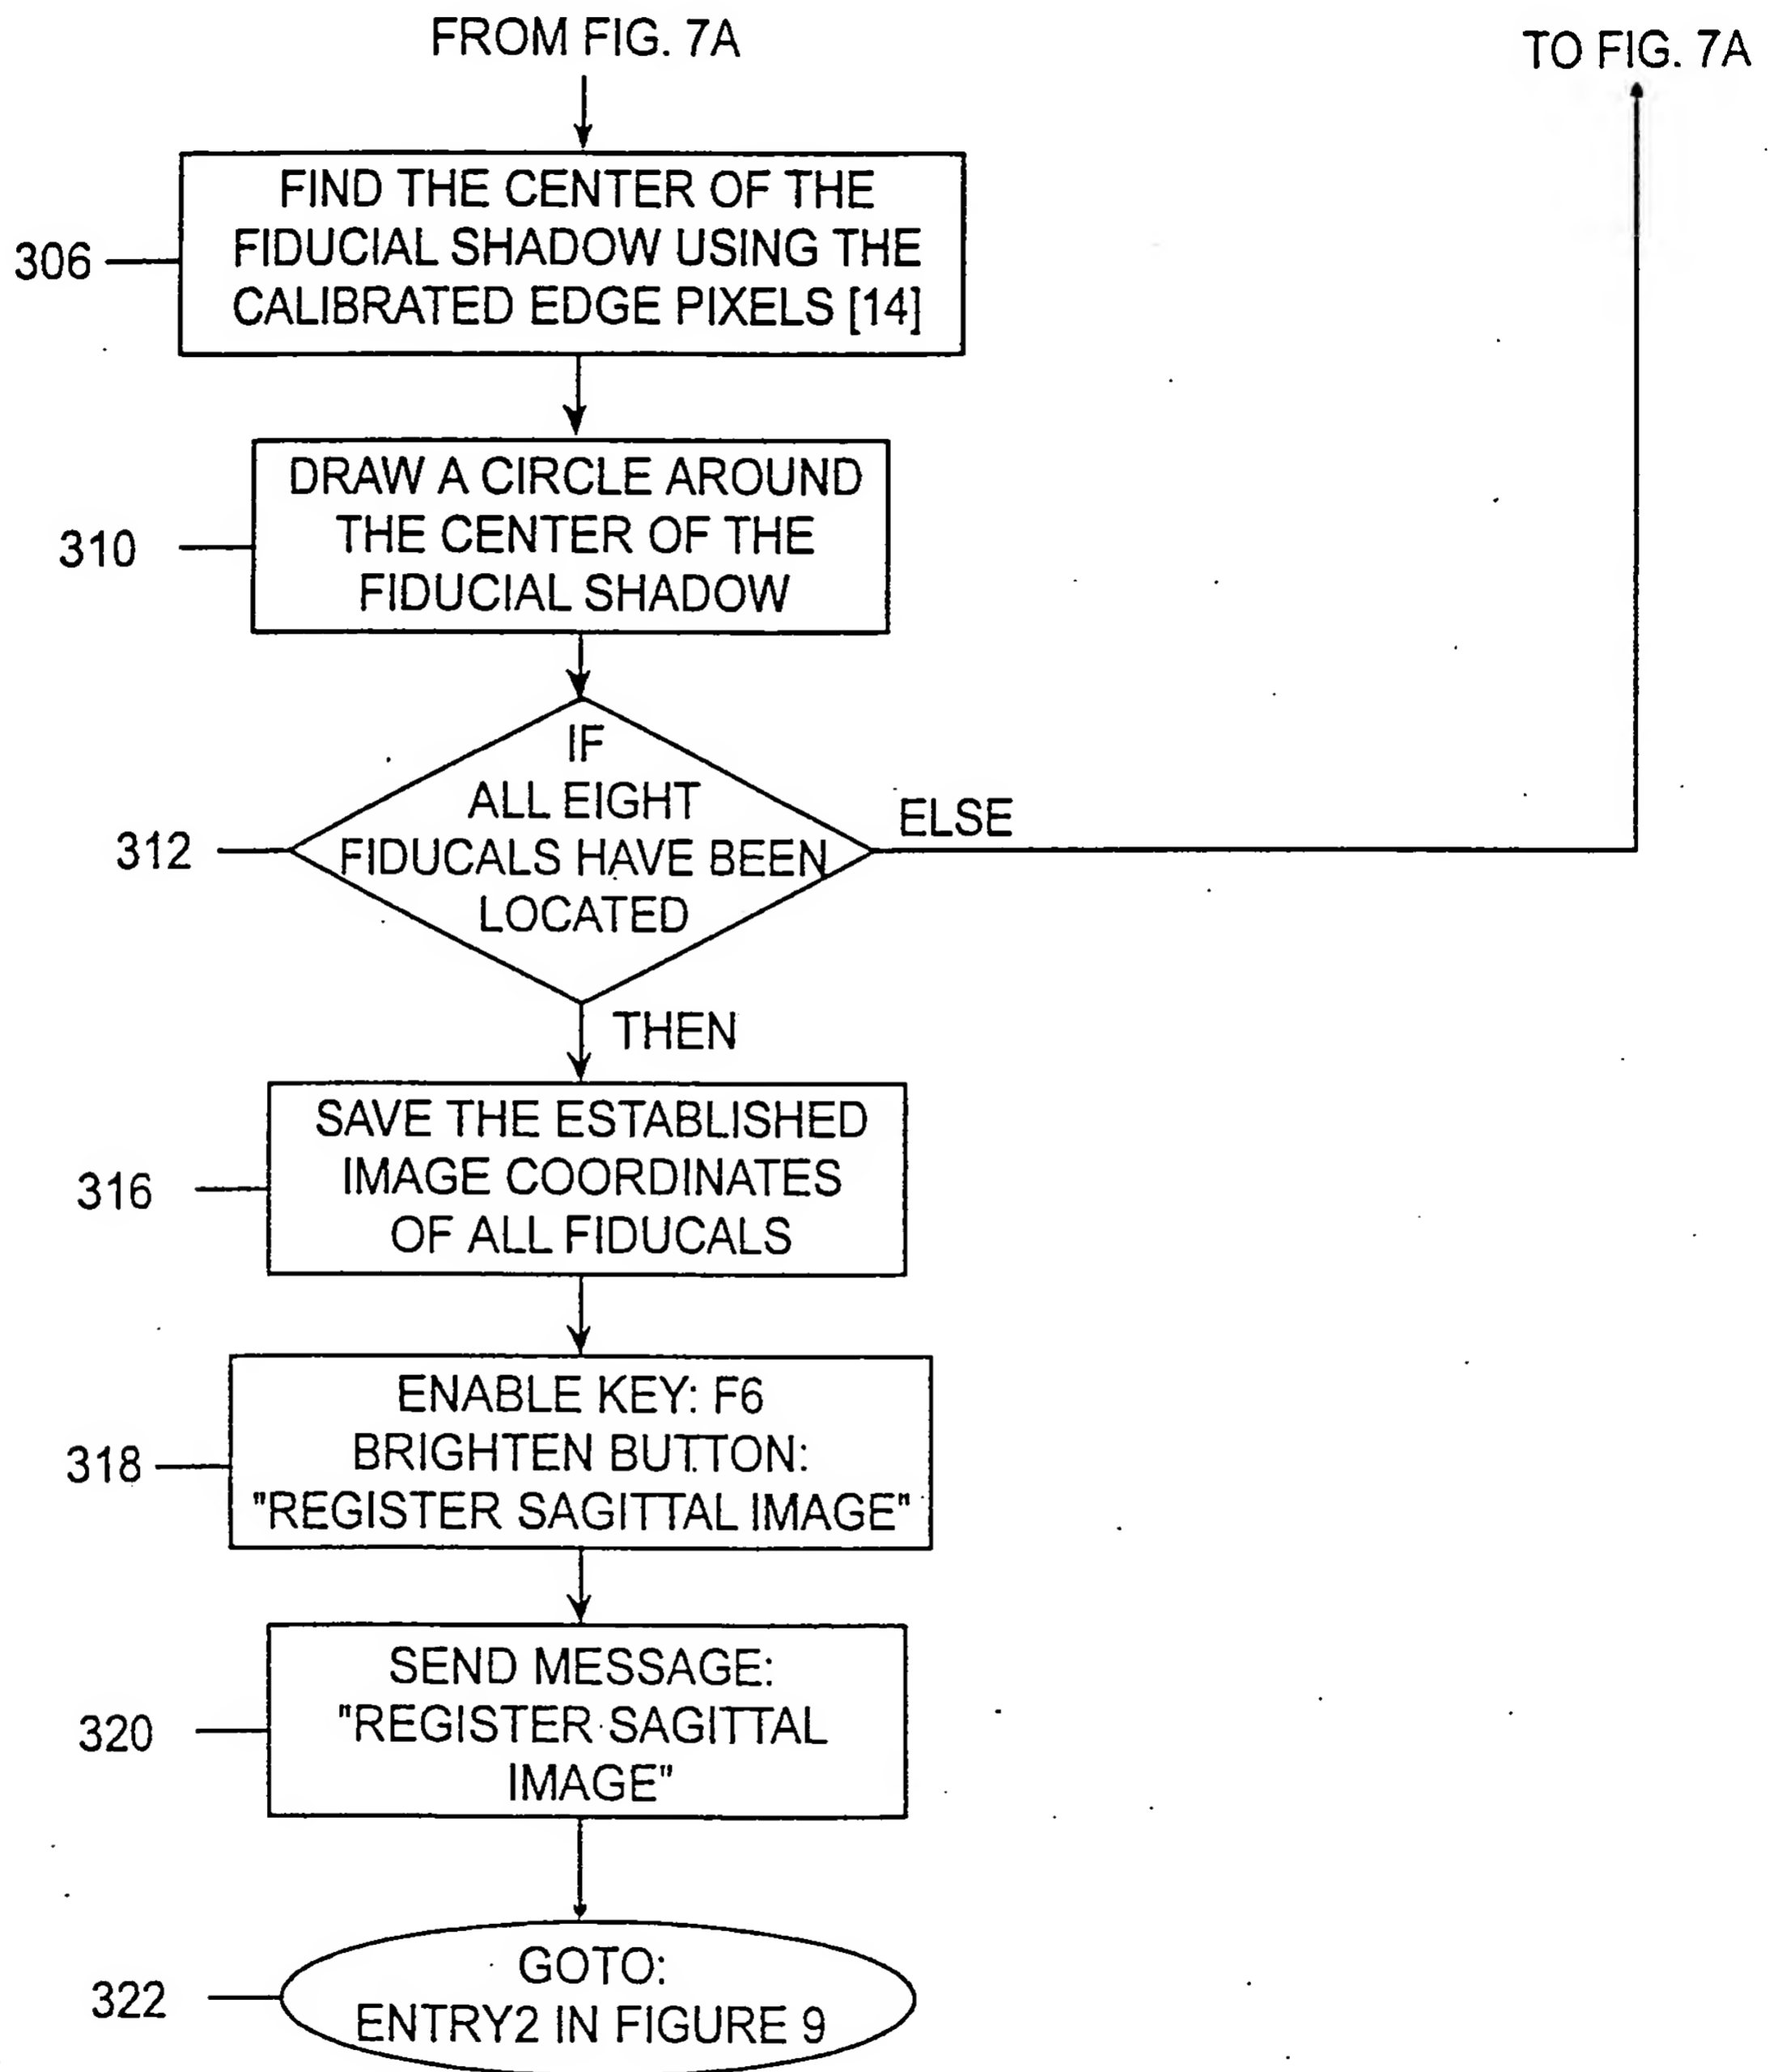 FROM FIG. 7A
TO FIG. 7A
306
FIND THE CENTER OF THE
FIDUCIAL SHADOW USING THE
CALIBRATED EDGE PIXELS [14]
310
DRAW A CIRCLE AROUND
THE CENTER OF THE
FIDUCIAL SHADOW
312
IF
ALL EIGHT
FIDUCALS HAVE BEEN
LOCATED
ELSE
THEN
316
SAVE THE ESTABLISHED
IMAGE COORDINATES
OF ALL FIDUCALS
318
ENABLE KEY: F6
BRIGHTEN BUTTON:
"REGISTER SAGITTAL IMAGE"
320
SEND MESSAGE:
"REGISTER SAGITTAL
IMAGE"
322
GOTO:
ENTRY2 IN FIGURE 9